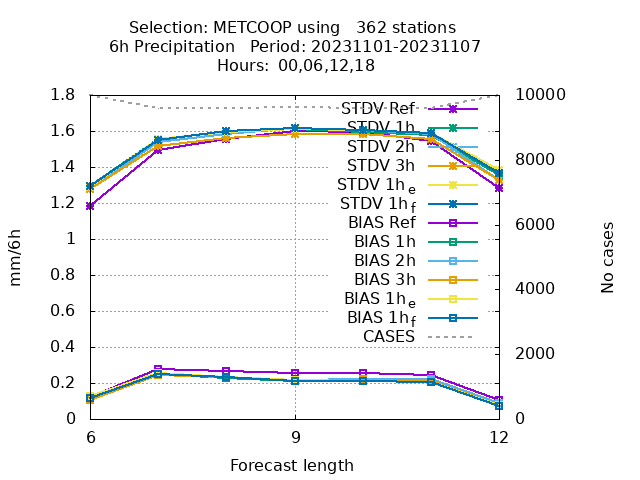 Selection: METCOOP using   362 stations
6h Precipitation   Period: 20231101-20231107
Hours:  00,06,12,18
1.8
1.6
1.4
1.2
1
0.8
0.6
0.4
0.2
0
mm/6h
10000
8000
6000
4000
2000
0
No cases
STDV Ref
STDV 1h
STDV 2h
STDV 3h
STDV 1he
STDV 1hf
BIAS Ref
BIAS 1h
BIAS 2h
BIAS 3h
BIAS 1he
BIAS 1hf
CASES
6
9
12
Forecast length